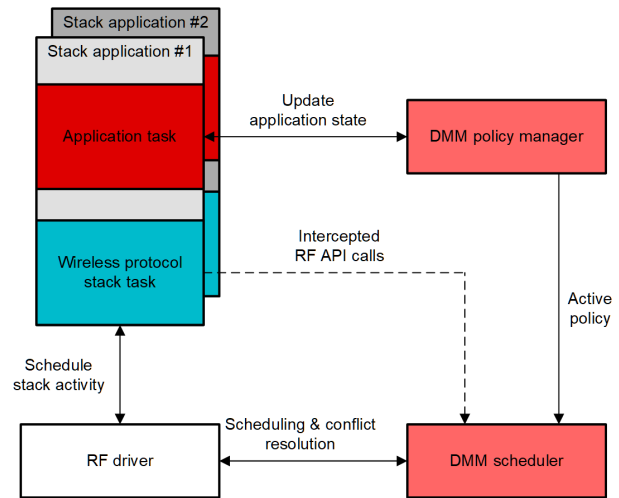 Stack application #2
Stack application #1
Application task
Update
application state
DMM policy manager
Wireless protocol
stack task
Intercepted
RF API calls
Active
policy
Schedule
stack activity
Scheduling & conflict
resolution
RF driver
DMM scheduler